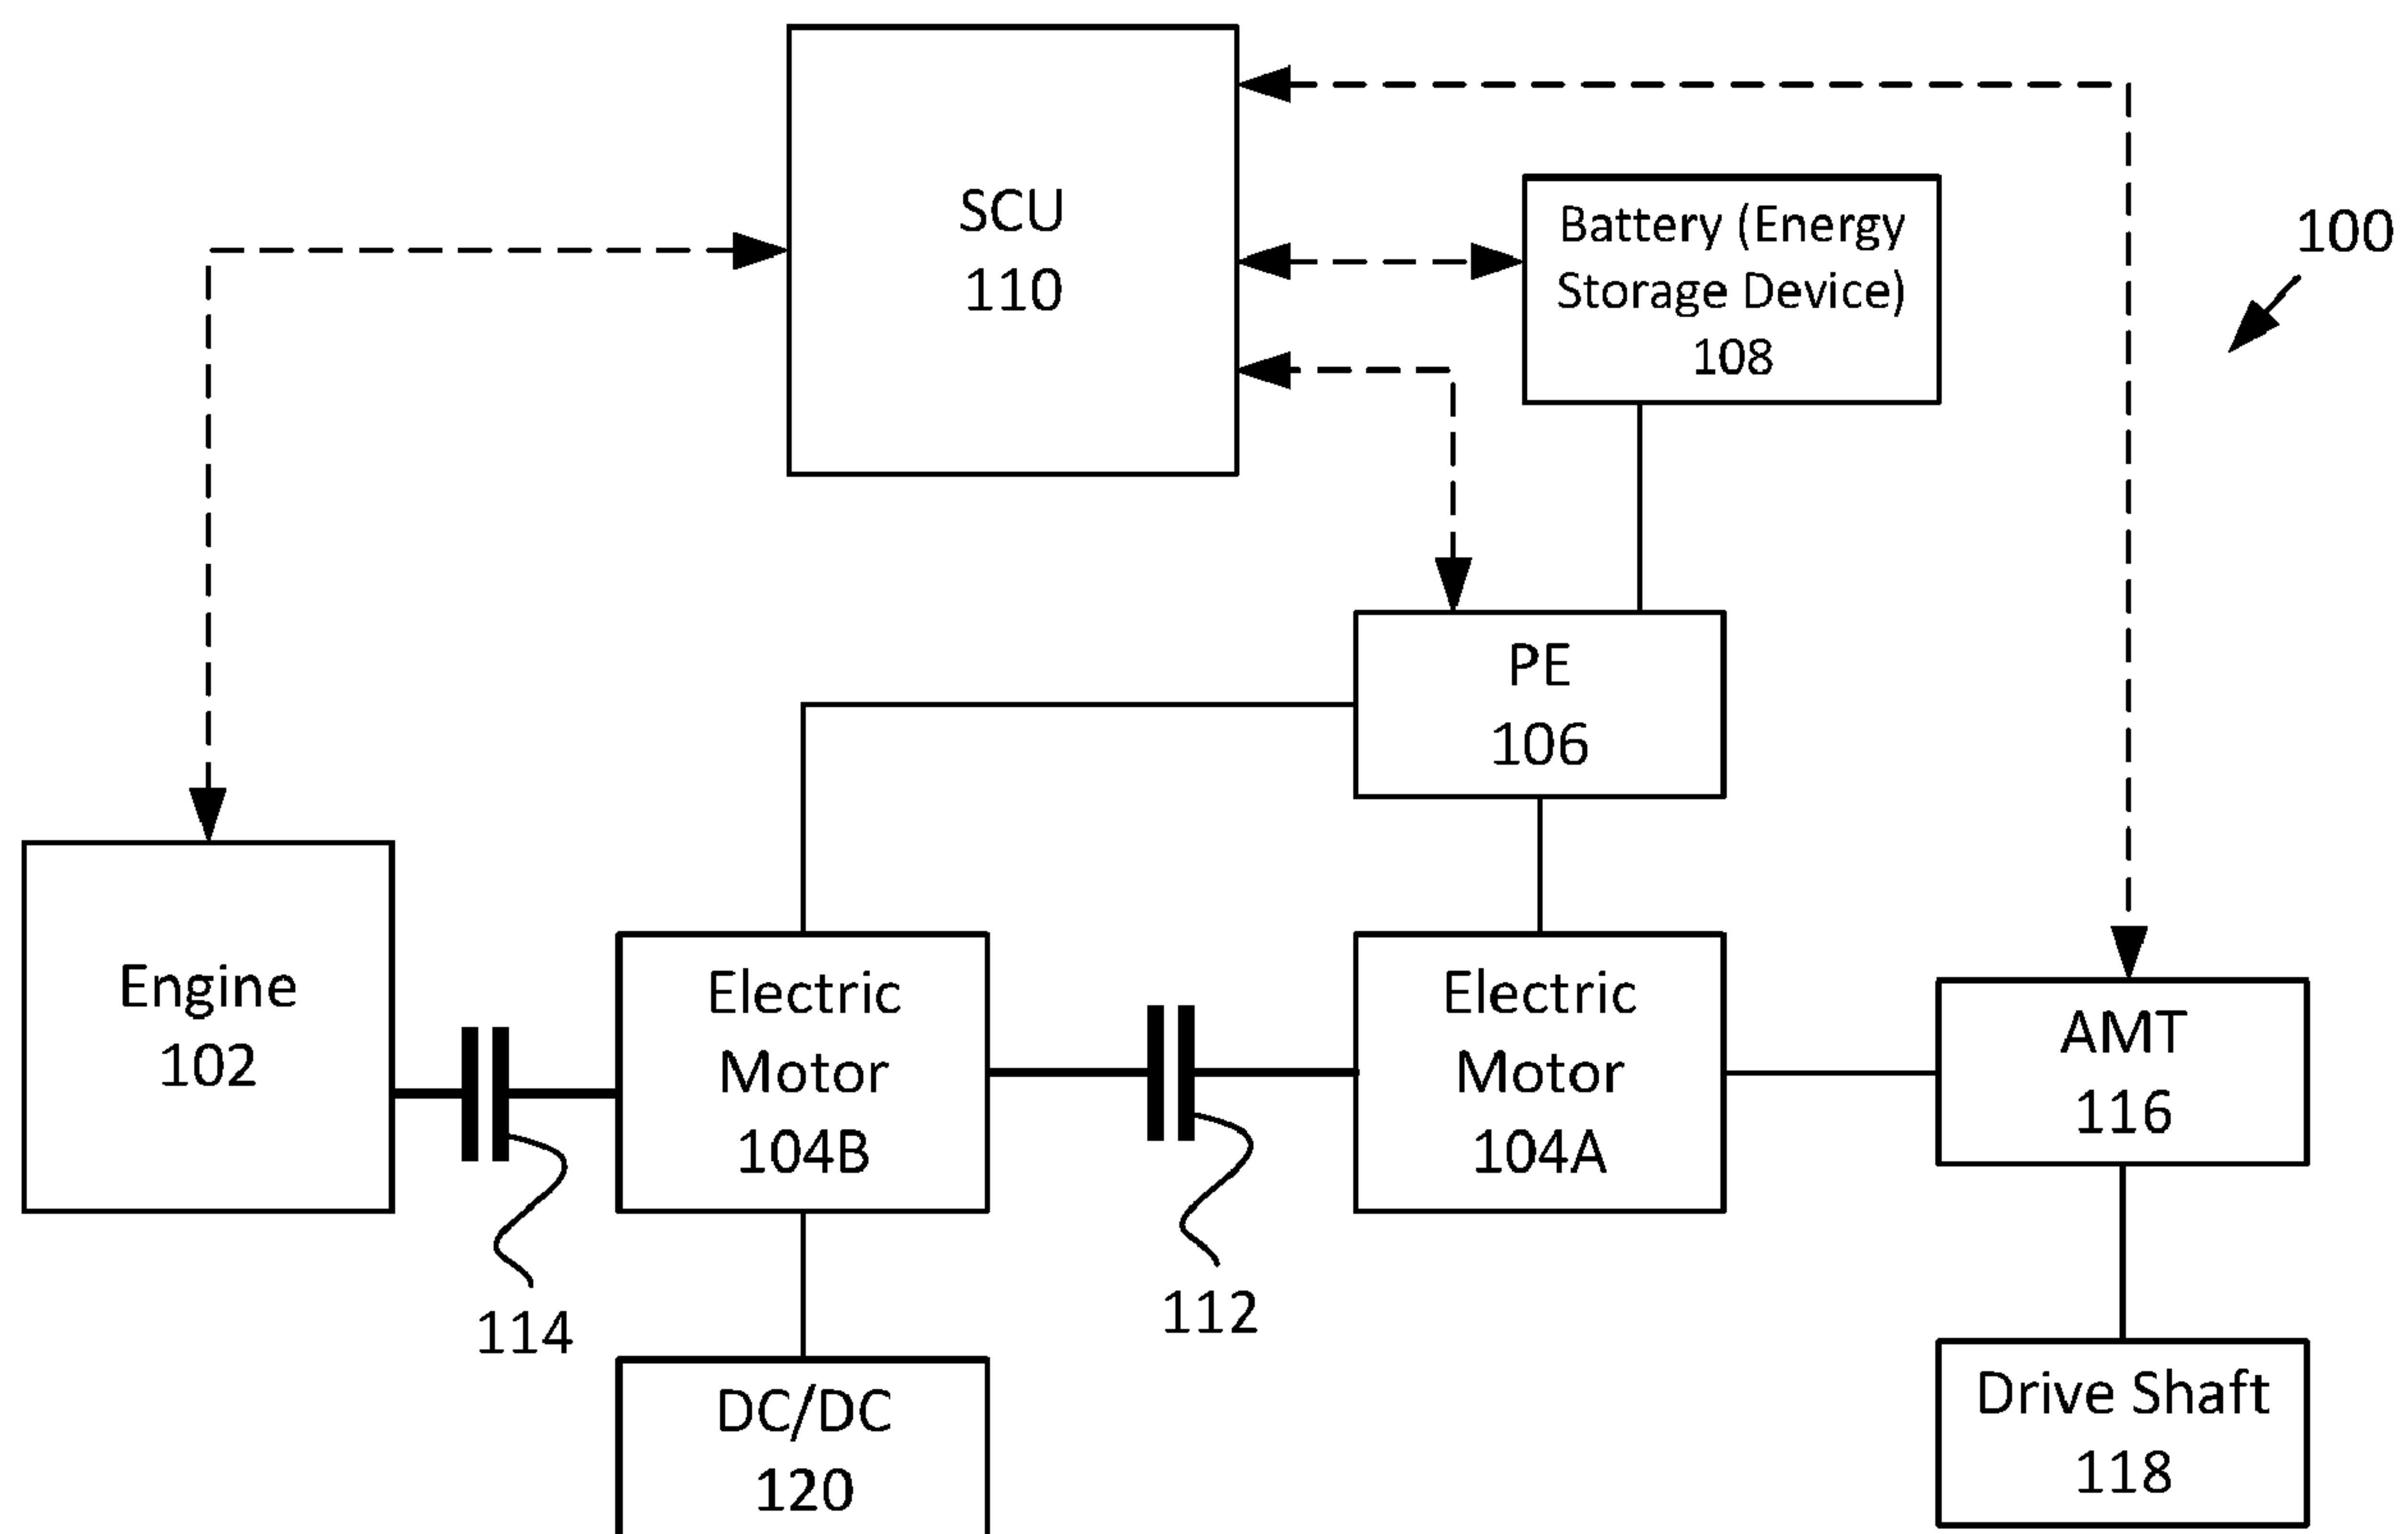 SCU
110
Battery (Energy
Storage Device)
108
100
PE
106
Engine
102
Electric
Motor
104B
Electric
Motor
104A
AMT
116
114
112
DC/DC
120
Drive Shaft
118